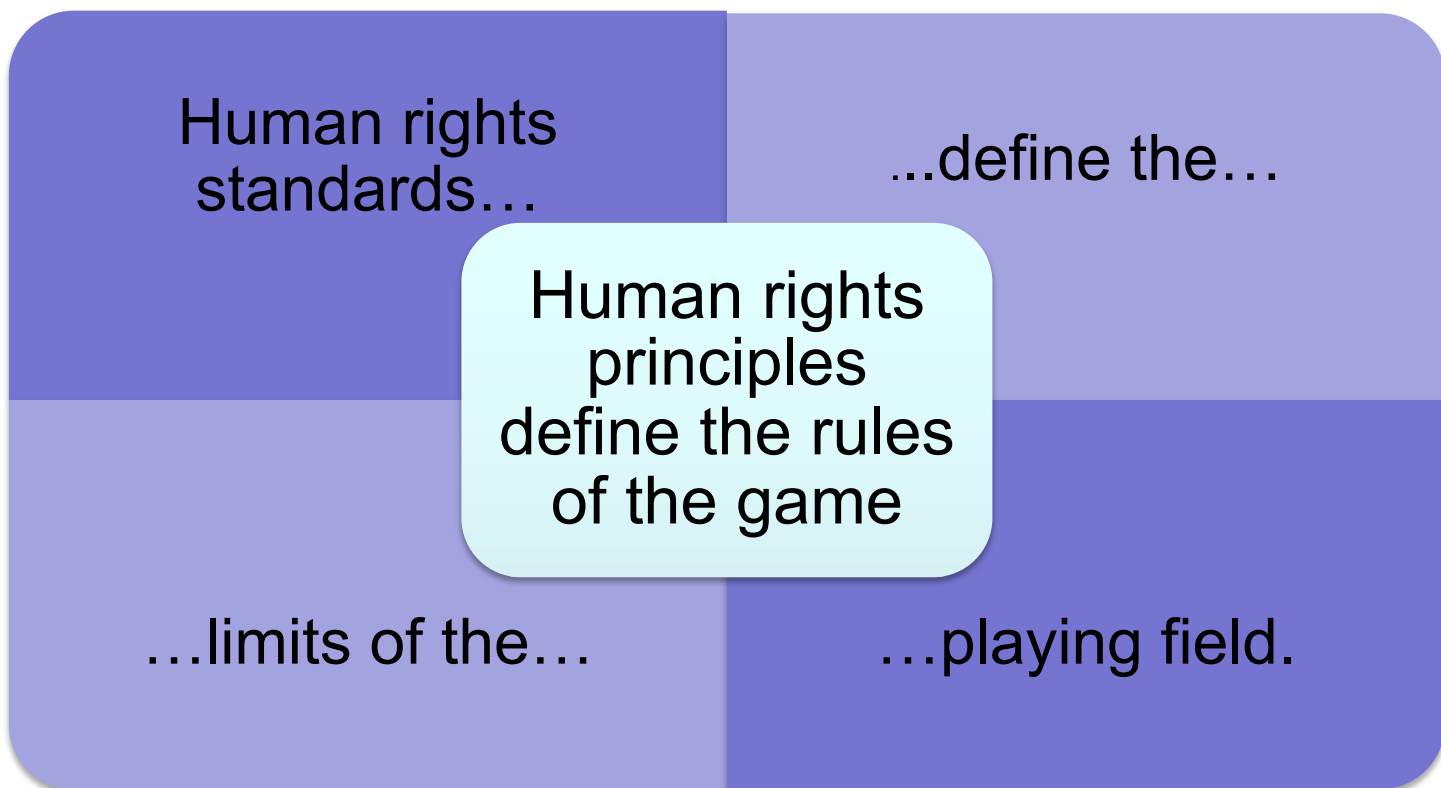 Human rights
standards…
....define the…
Human rights
principles
define the rules
of the game
…limits of the…
…playing field.